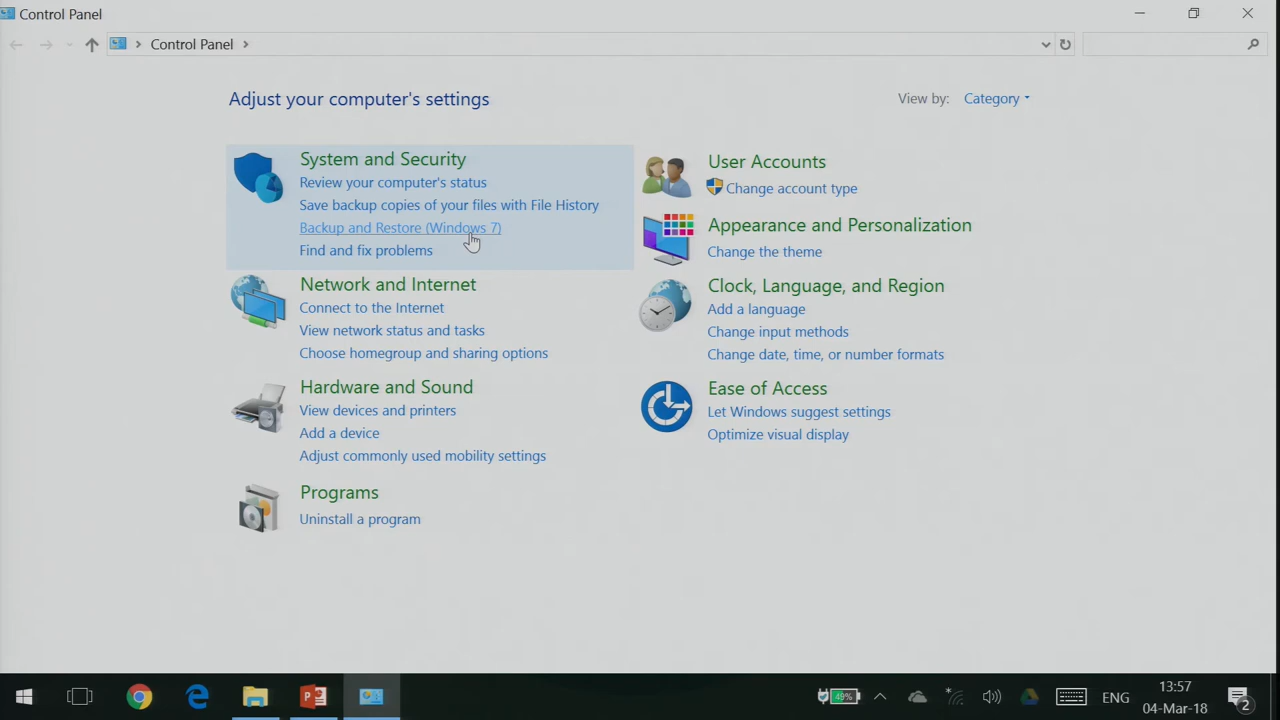 Control Panel
Control Panel
Adjust your computer's settings
View by: Category
System and Security
Review your computer's status
Save backup copies of your files with File History
Backup and Restore (Windows 7)
Find and fix problems
Network and Internet
Connect to the Internet
View network status and tasks
Choose homegroup and sharing options
Hardware and Sound
View devices and printers
Add a device
Adjust commonly used mobility settings
Programs
Uninstall a program
User Accounts
Change account type
Appearance and Personalization
Change the theme
Clock, Language, and Region
Add a language
Change input methods
Change date, time, or number formats
Ease of Access
Let Windows suggest settings
Optimize visual display
49%
ENG
13:57
04-Mar-18
2